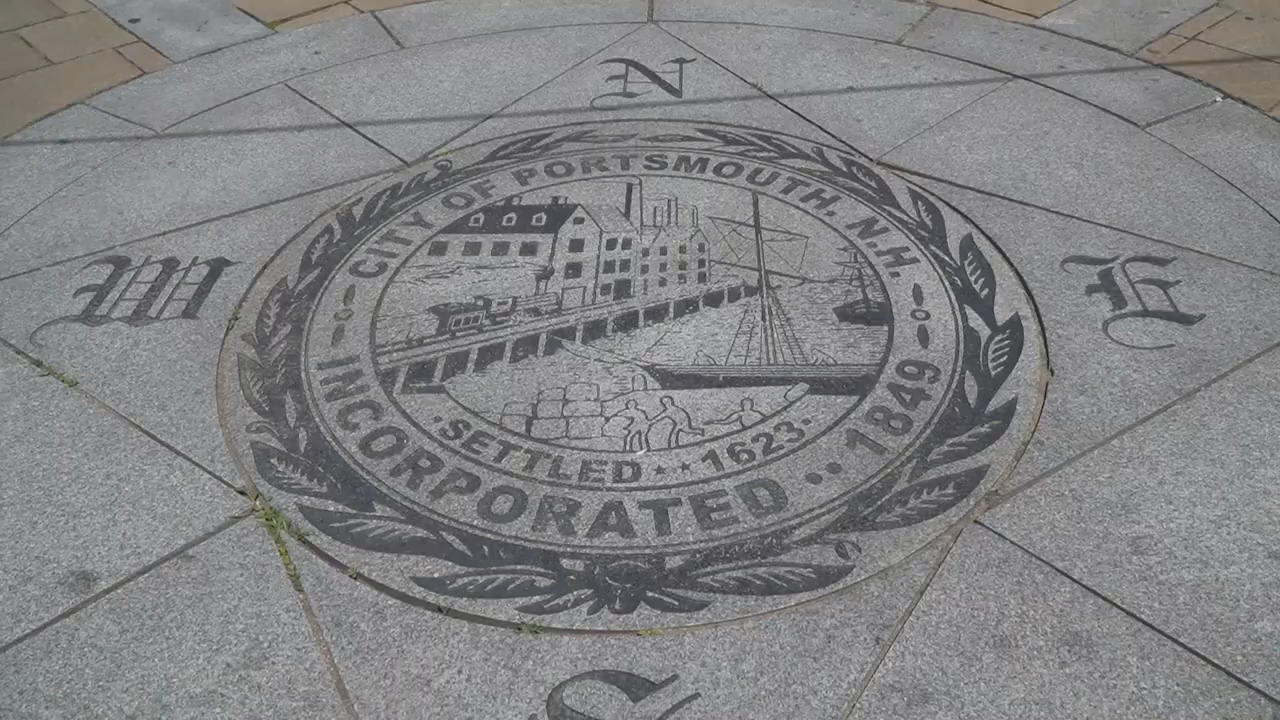 N
CITY OF PORTSMOUTH, N.H.
W
E
INCORPORATED •• 1849
•SETTLED ★★ 1623•
S